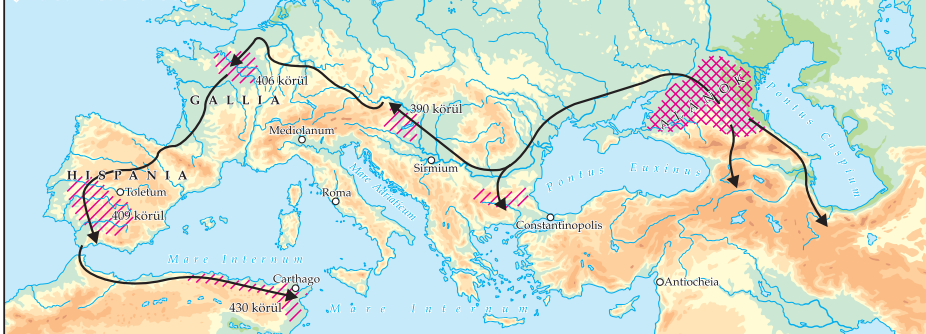 406 körül
GALLIA
390 körül
Pontus Caspium
Mediolanum
Sirmium
HISPANIA
Toletum
Roma
Mare Adriaticum
Pontus Euxinus
409 körül
Constantinopolis
Mare Internum
Carthago
Antiocheia
430 körül
Mare Internum